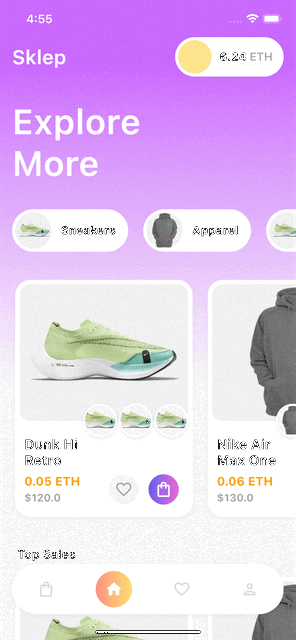 4:55
Sklep
6.24 ETH
Explore
More
Sneakers
Apparel
Dunk Hi
Retro
0.05 ETH
$120.0
Nike Air
Max One
0.06 ETH
$130.0
Top Sales